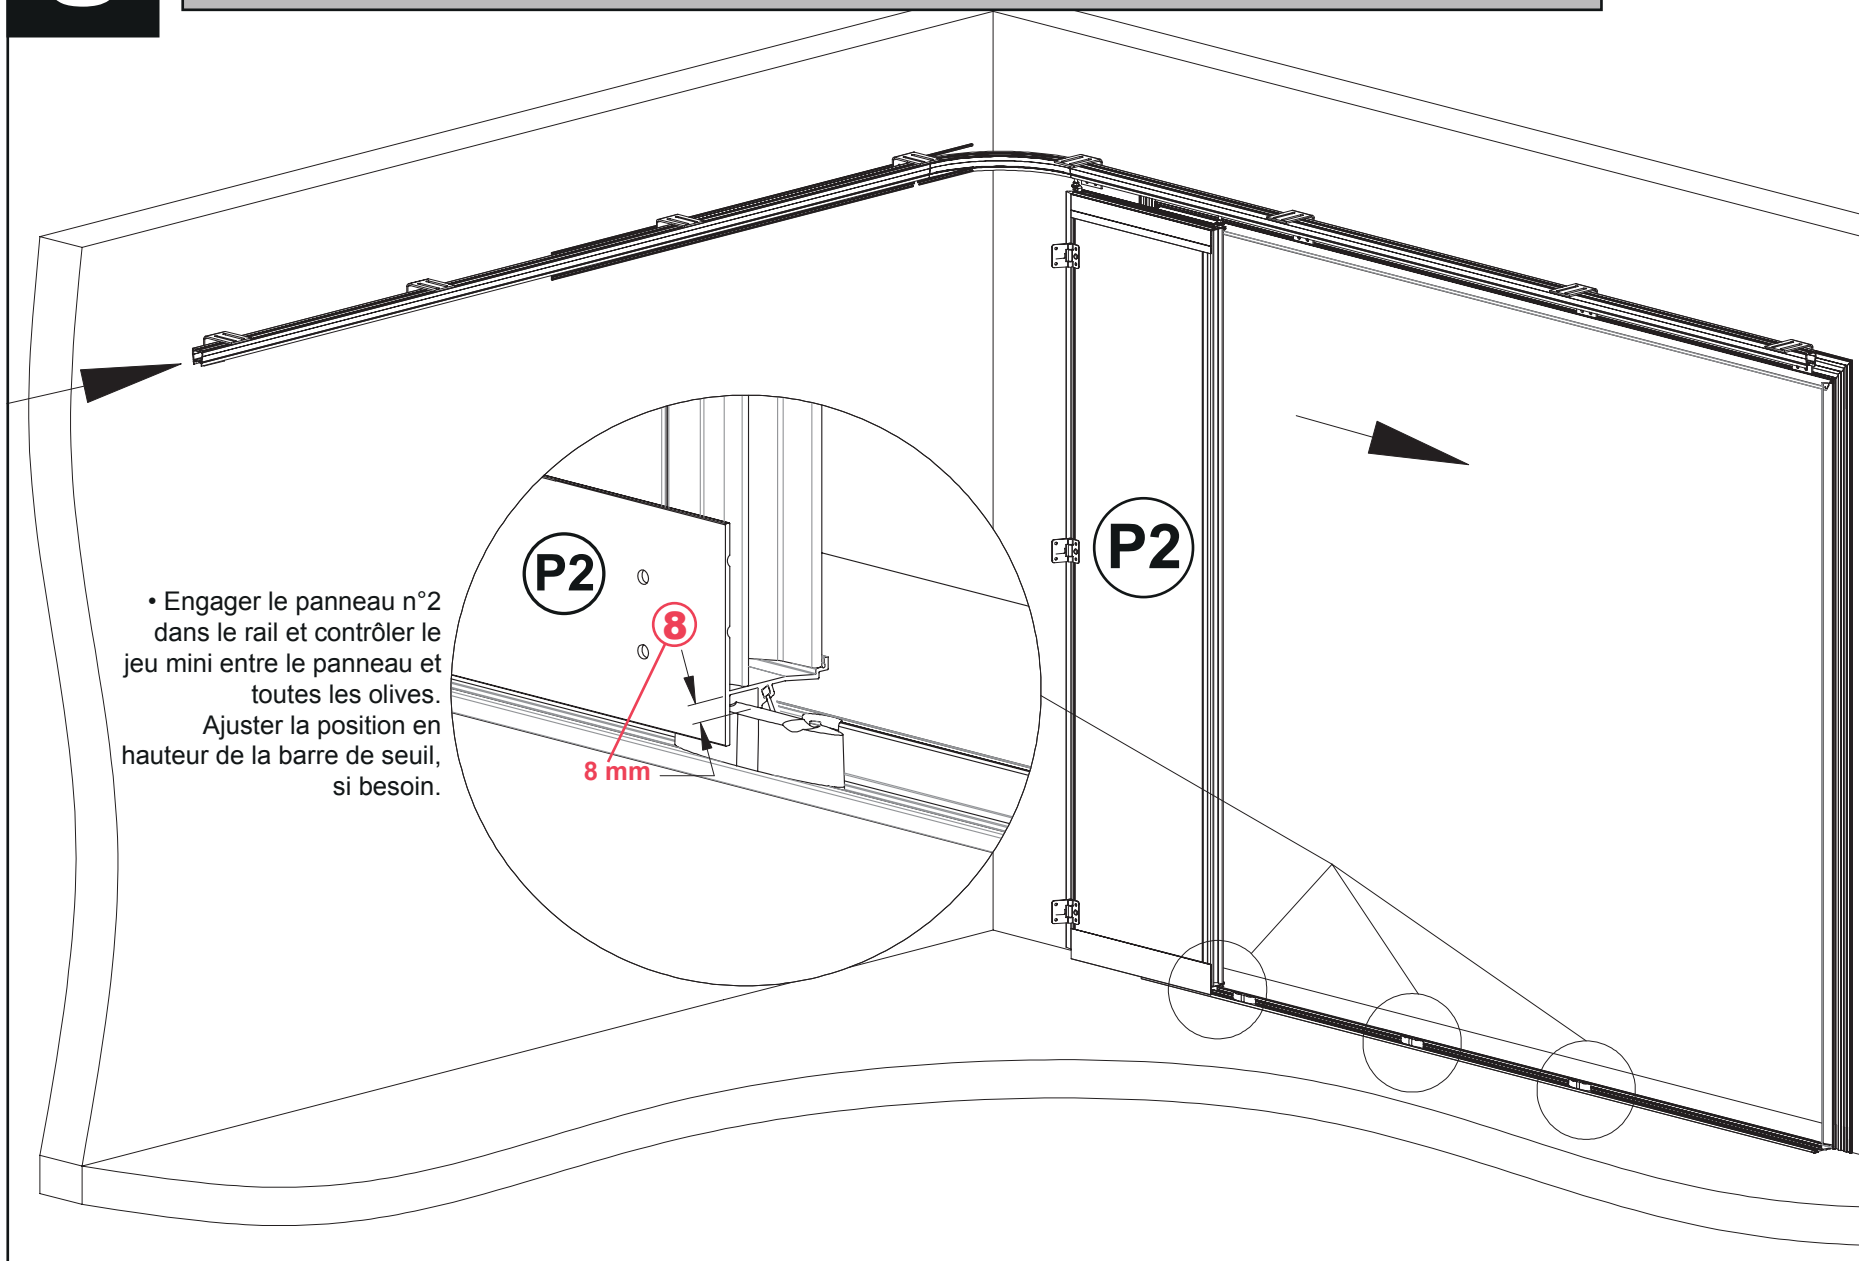 • Engager le panneau n°2
dans le rail et contrôler le
jeu mini entre le panneau et
toutes les olives.
Ajuster la position en
hauteur de la barre de seuil,
si besoin.
P2
8
8 mm
P2